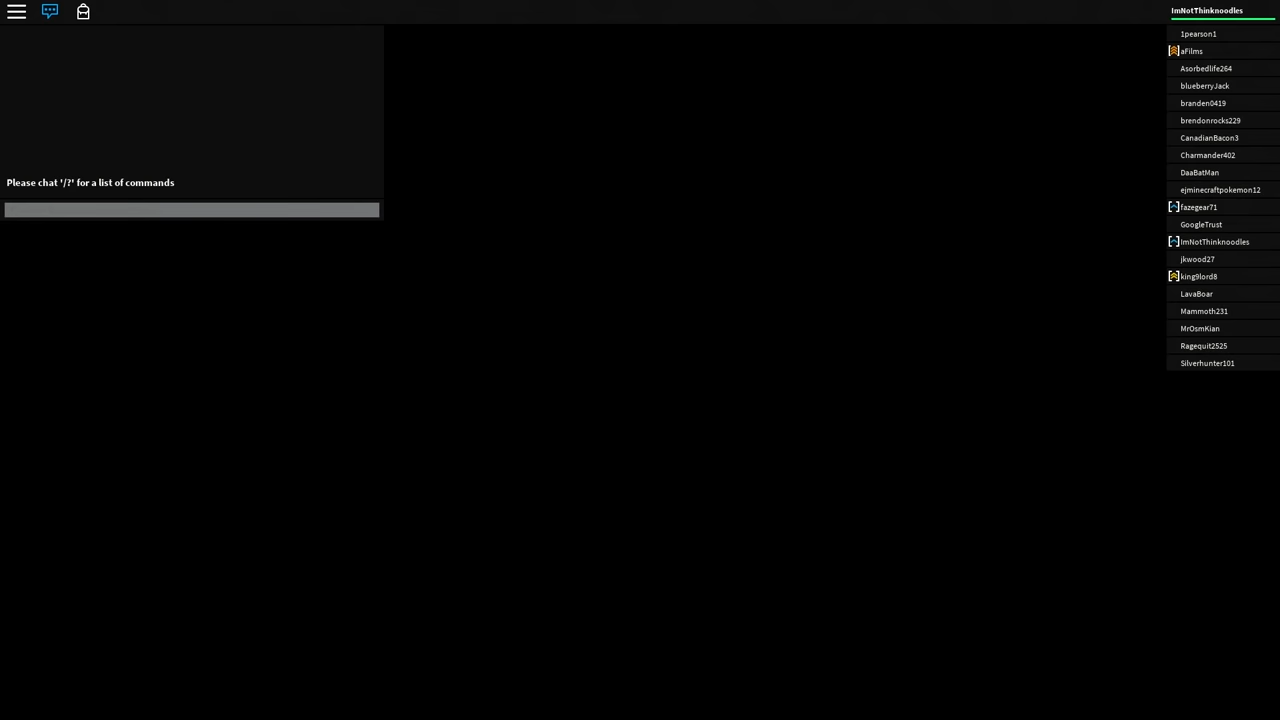 ImNotThinknoodles
Please chat '/?' for a list of commands
1pearson1
aFilms
Asorbedlife264
blueberryJack
branden0419
brendonrocks229
CanadianBacon3
Charmander402
DaaBatMan
ejminecraftpokemon12
fazegear71
GoogleTrust
ImNotThinknoodles
jkwood27
king9lord8
LavaBoar
Mammoth231
MrOsmKian
Ragequit2525
Silverhunter101